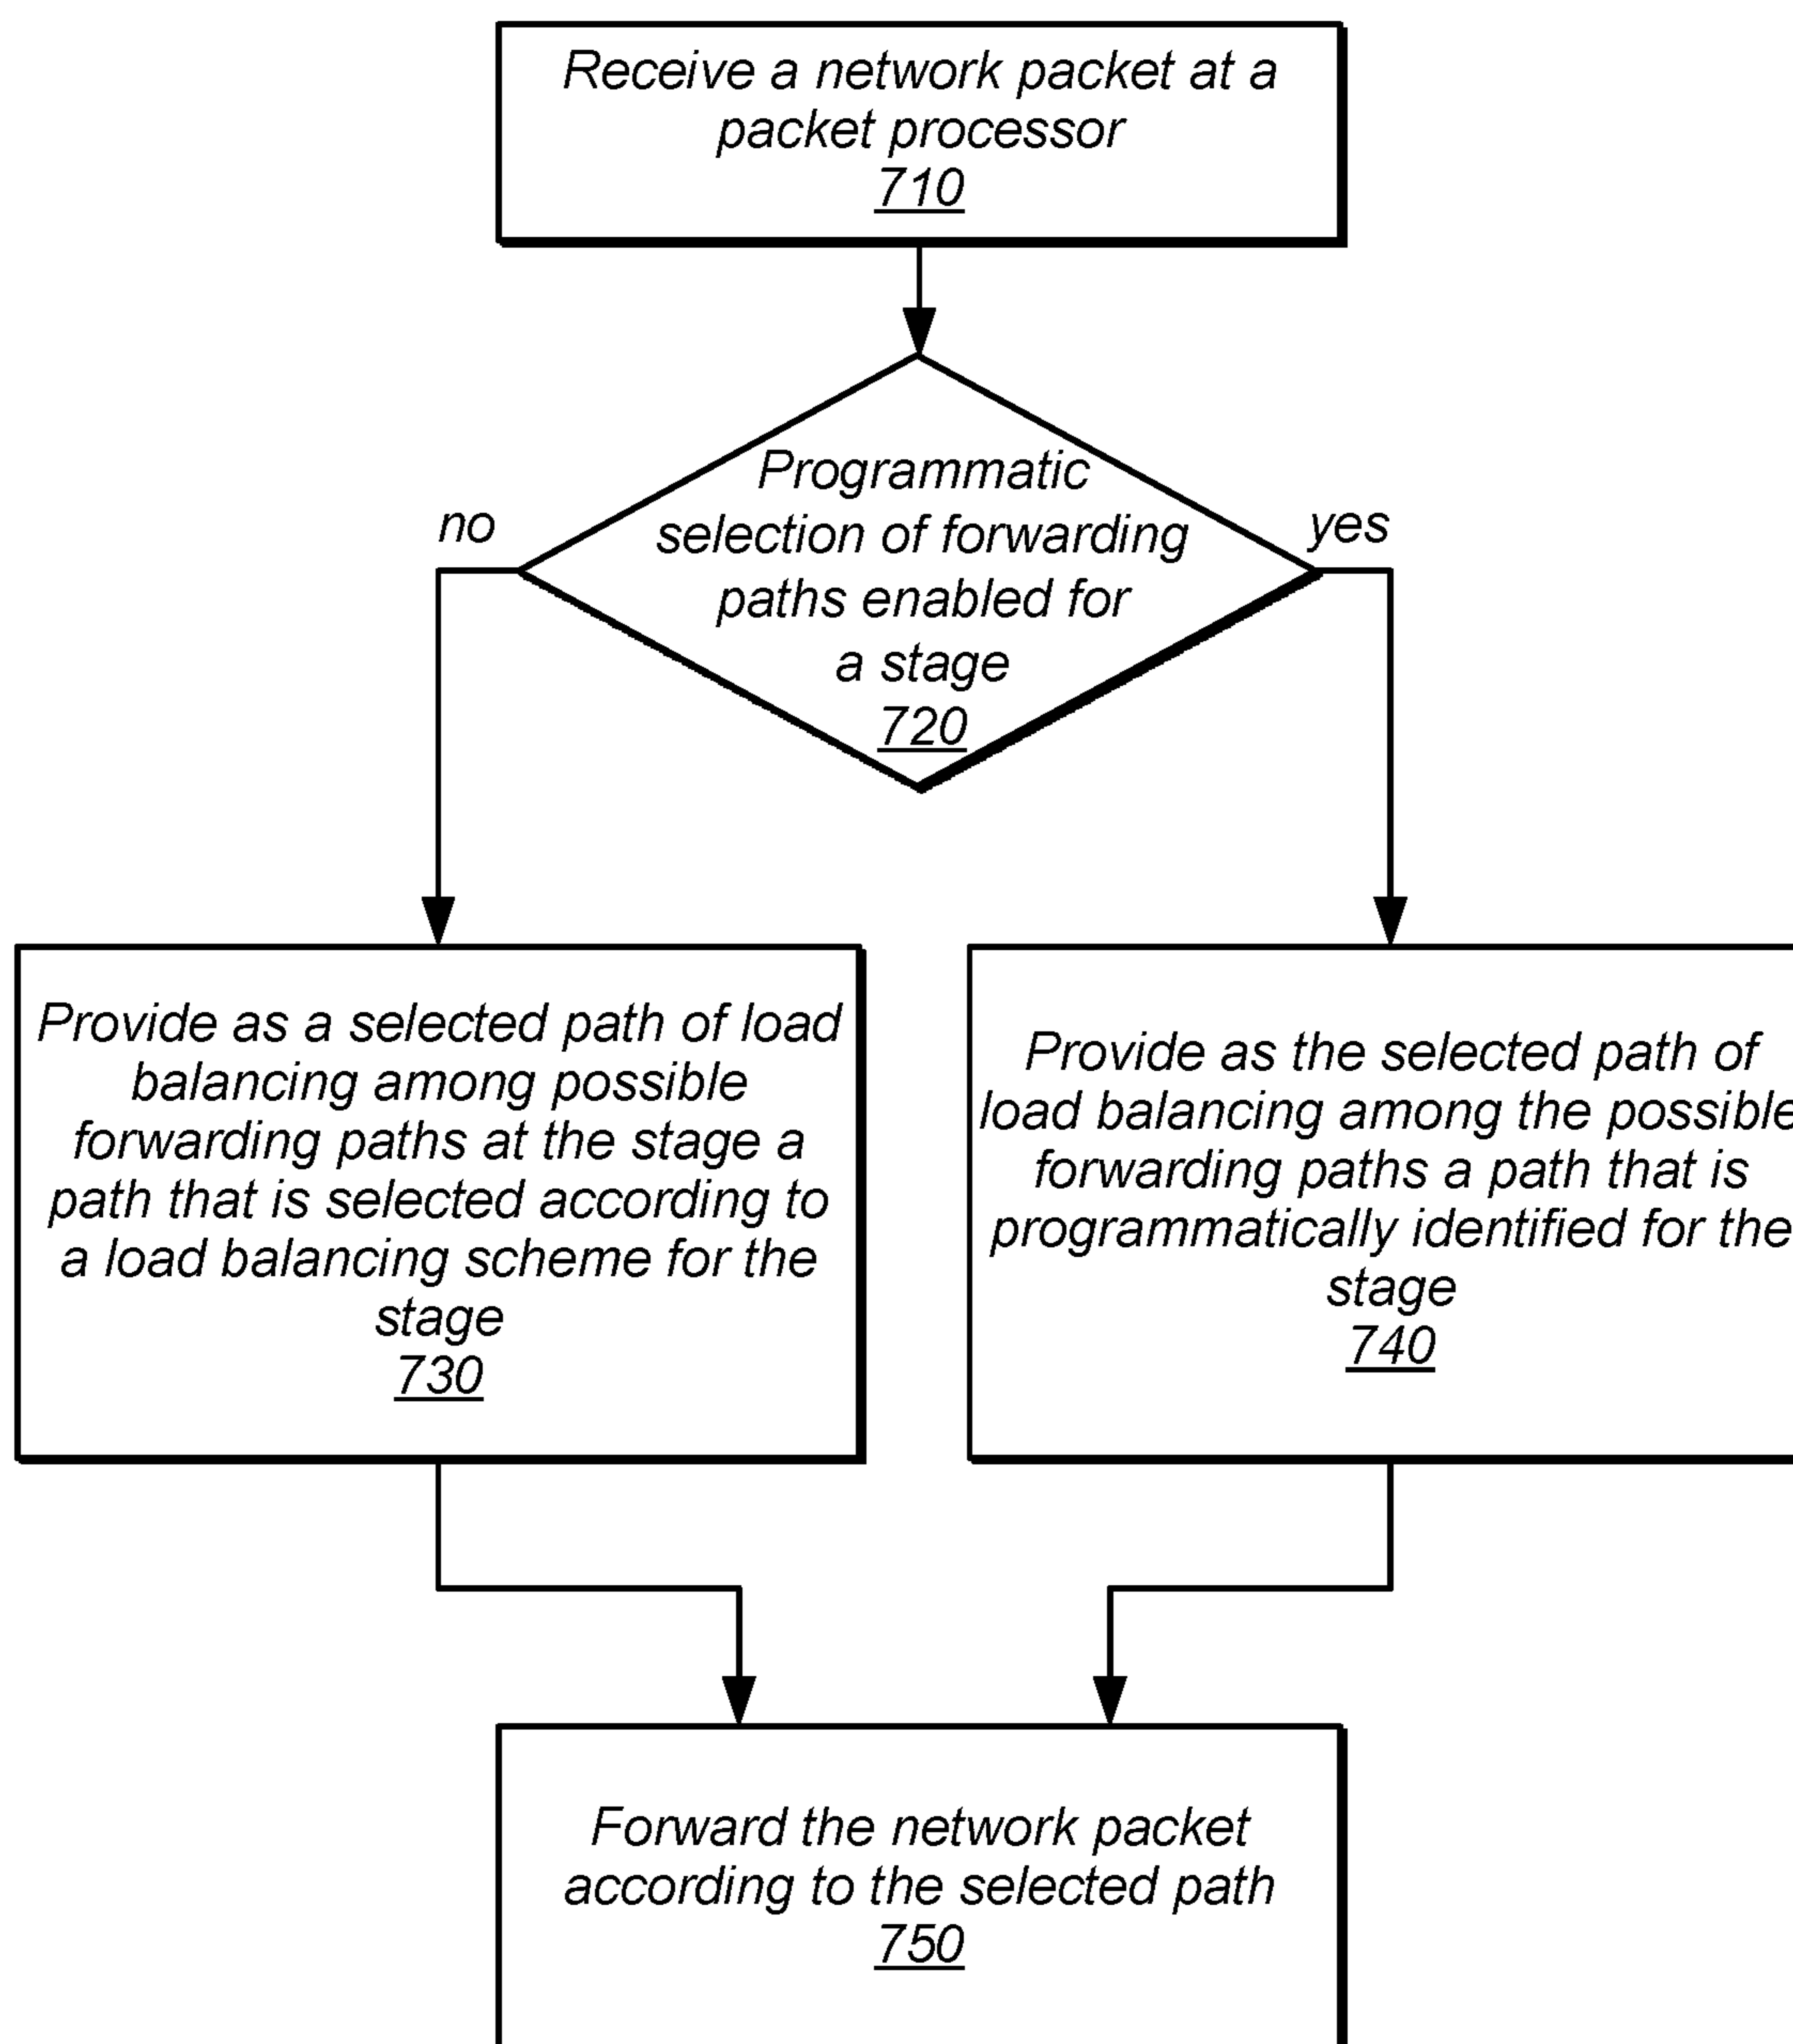 Receive a network packet at a
packet processor
710
Programmatic
selection of forwarding
paths enabled for
a stage
720
no
yes
Provide as a selected path of load
balancing among possible
forwarding paths at the stage a
path that is selected according to
a load balancing scheme for the
stage
730
Provide as the selected path of
load balancing among the possible
forwarding paths a path that is
programmatically identified for the
stage
740
Forward the network packet
according to the selected path
750